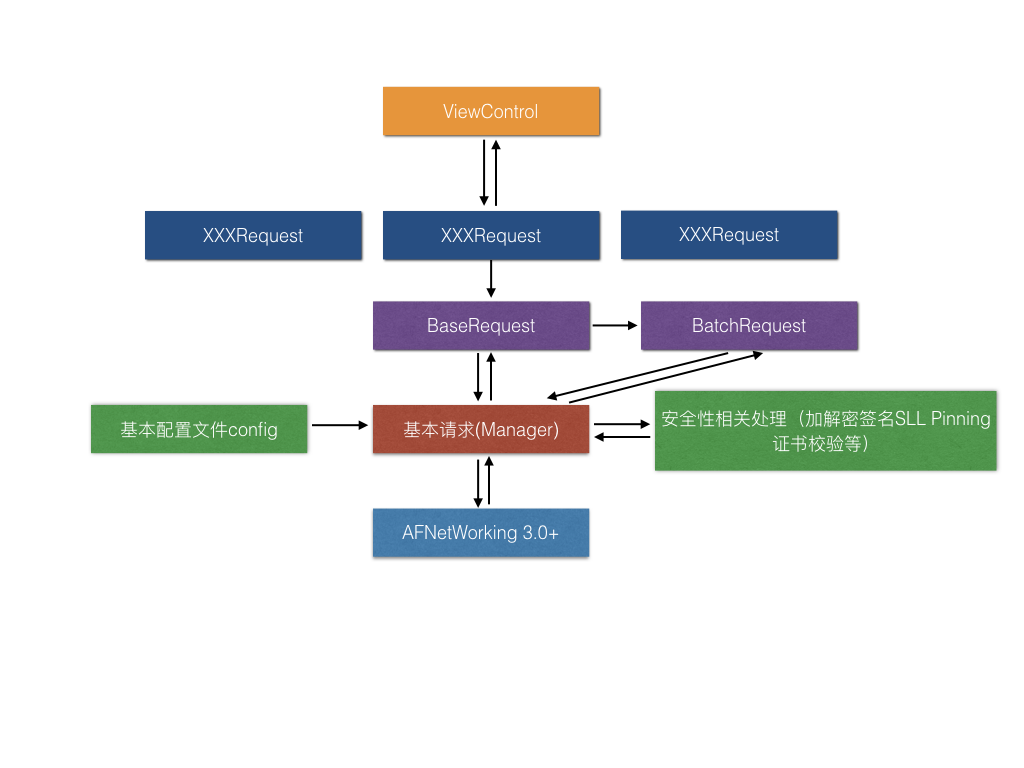 ViewControl
XXXRequest
XXXRequest
XXXRequest
BaseRequest
BatchRequest
基本配置文件config
基本请求(Manager)
安全性相关处理（加解密签名SLL Pinning
证书校验等）
AFNetWorking 3.0+